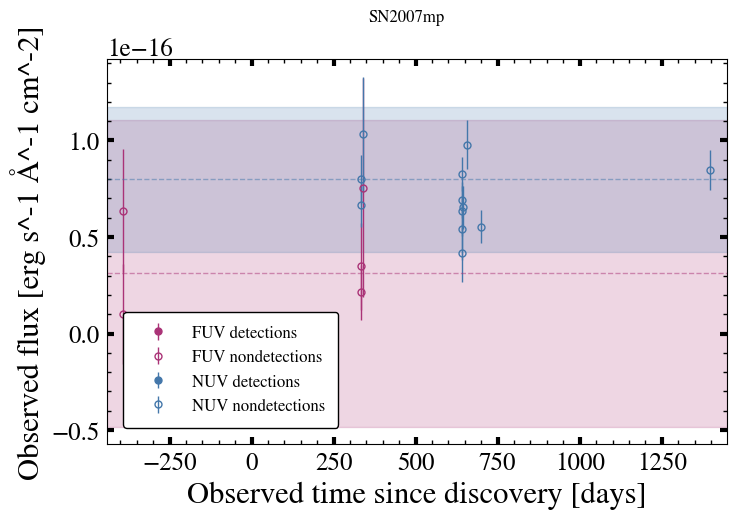 SN2007mp
1e−16
Observed flux [erg s^-1 Å^-1 cm^-2]
1.0
0.5
0.0
−0.5
FUV detections
FUV nondetections
NUV detections
NUV nondetections
−250 0 250 500 750 1000 1250
Observed time since discovery [days]